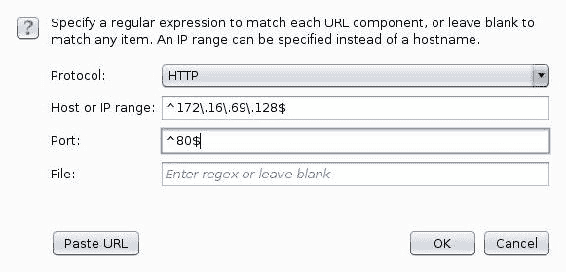 Specify a regular expression to match each URL component, or leave blank to
match any item. An IP range can be specified instead of a hostname.
Protocol: HTTP
Host or IP range: ^172\.16\.69\.128$
Port: ^80$
File: Enter regex or leave blank
Paste URL OK Cancel